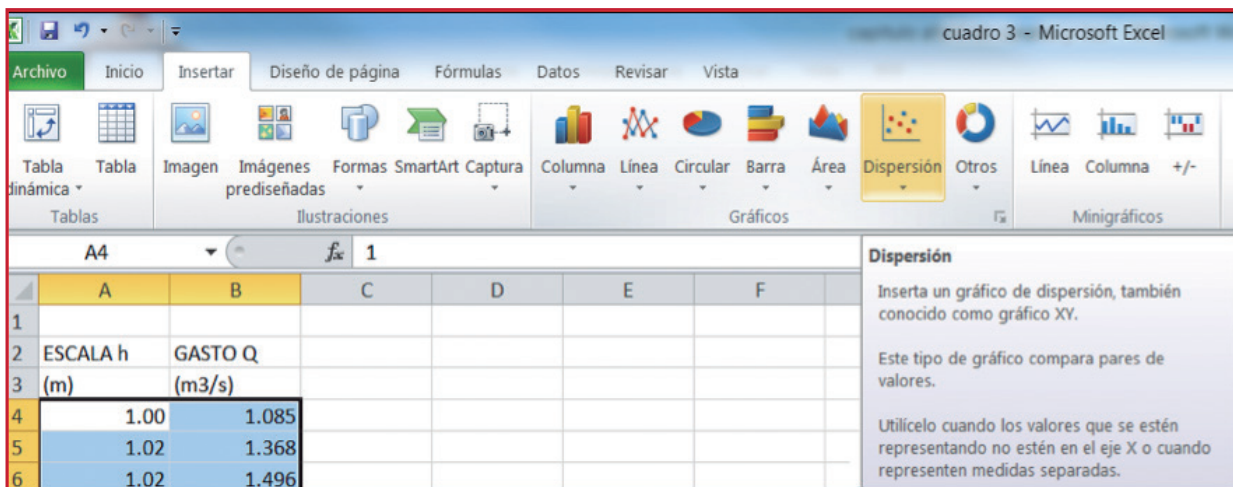 cuadro 3 - Microsoft Excel
Archivo Inicio Insertar Diseño de página Fórmulas Datos Revisar Vista
Tabla Tabla Imagen Imágenes Formas SmartArt Captura Columna Línea Circular Barra Área Dispersión Otros Línea Columna +/-
dinámica prediseñadas
Tablas Ilustraciones Gráficos Minigráficos
A4 fx 1
A B C D E F
1
2 ESCALA h GASTO Q
3 (m) (m3/s)
4 1.00 1.085
5 1.02 1.368
6 1.02 1.496
Dispersión
Inserta un gráfico de dispersión, también
conocido como gráfico XY.
Este tipo de gráfico compara pares de
valores.
Utilícelo cuando los valores que se estén
representando no estén en el eje X o cuando
representen medidas separadas.